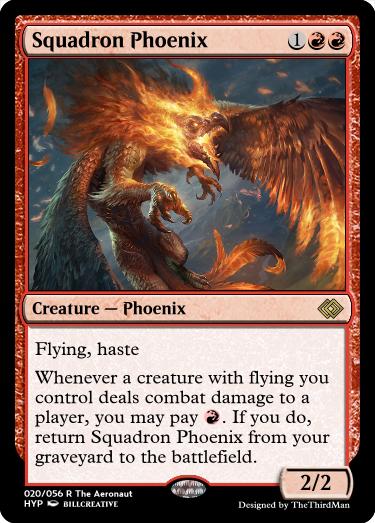 Squadron Phoenix 1
Creature — Phoenix
Flying, haste
Whenever a creature with flying you
control deals combat damage to a
player, you may pay R. If you do,
return Squadron Phoenix from your
graveyard to the battlefield.
2/2
020/056 R The Aeronaut
HYP BILLCREATIVE
Designed by TheThirdMan